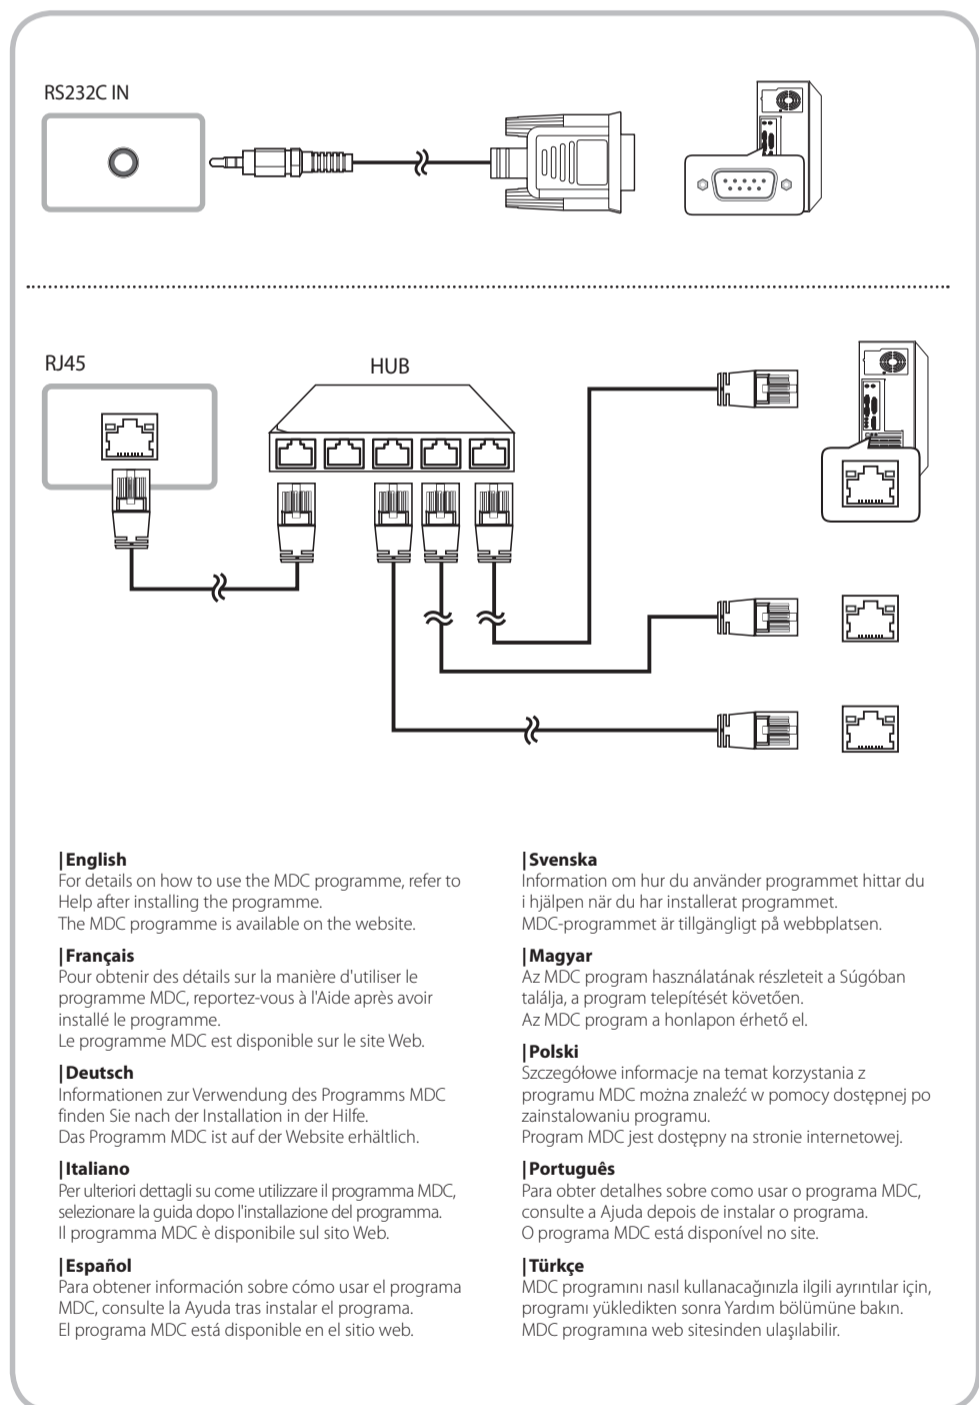 RS232C IN
RJ45
HUB
|English
For details on how to use the MDC programme, refer to
Help after installing the programme.
The MDC programme is available on the website.
|Français
Pour obtenir des détails sur la manière d'utiliser le
programme MDC, reportez-vous à l'Aide après avoir
installé le programme.
Le programme MDC est disponible sur le site Web.
|Deutsch
Informationen zur Verwendung des Programms MDC
finden Sie nach der Installation in der Hilfe.
Das Programm MDC ist auf der Website erhältlich.
|Italiano
Per ulteriori dettagli su come utilizzare il programma MDC,
selezionare la guida dopo l'installazione del programma.
Il programma MDC è disponibile sul sito Web.
|Español
Para obtener información sobre cómo usar el programa
MDC, consulte la Ayuda tras instalar el programa.
El programa MDC está disponible en el sitio web.
|Svenska
Information om hur du använder programmet hittar du
i hjälpen när du har installerat programmet.
MDC-programmet är tillgängligt på webbplatsen.
|Magyar
Az MDC program használatának részleteit a Súgóban
találja, a program telepítését követően.
Az MDC program a honlapon érhető el.
|Polski
Szczegółowe informacje na temat korzystania z
programu MDC można znaleźć w pomocy dostępnej po
zainstalowaniu programu.
Program MDC jest dostępny na stronie internetowej.
|Português
Para obter detalhes sobre como usar o programa MDC,
consulte a Ajuda depois de instalar o programa.
O programa MDC está disponível no site.
|Türkçe
MDC programını nasıl kullanacağınızla ilgili ayrıntılar için,
programı yükledikten sonra Yardım bölümüne bakın.
MDC programına web sitesinden ulaşılabilir.